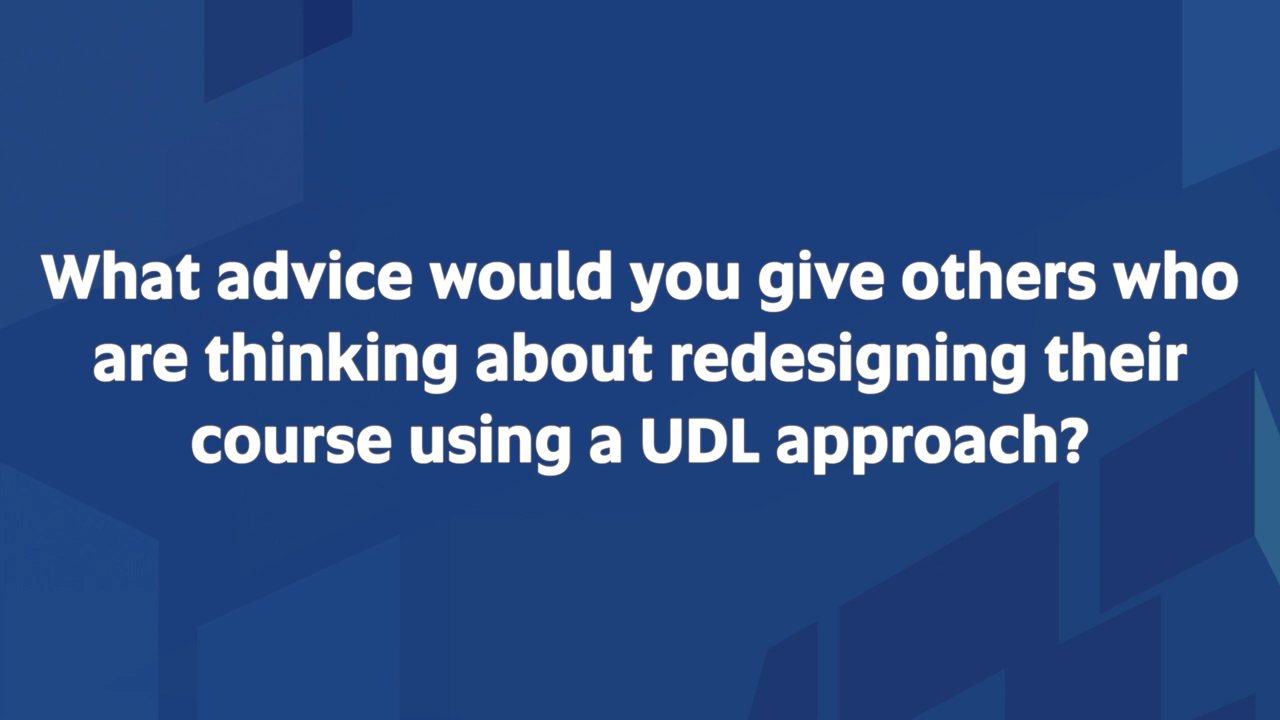 What advice would you give others who
are thinking about redesigning their
course using a UDL approach?